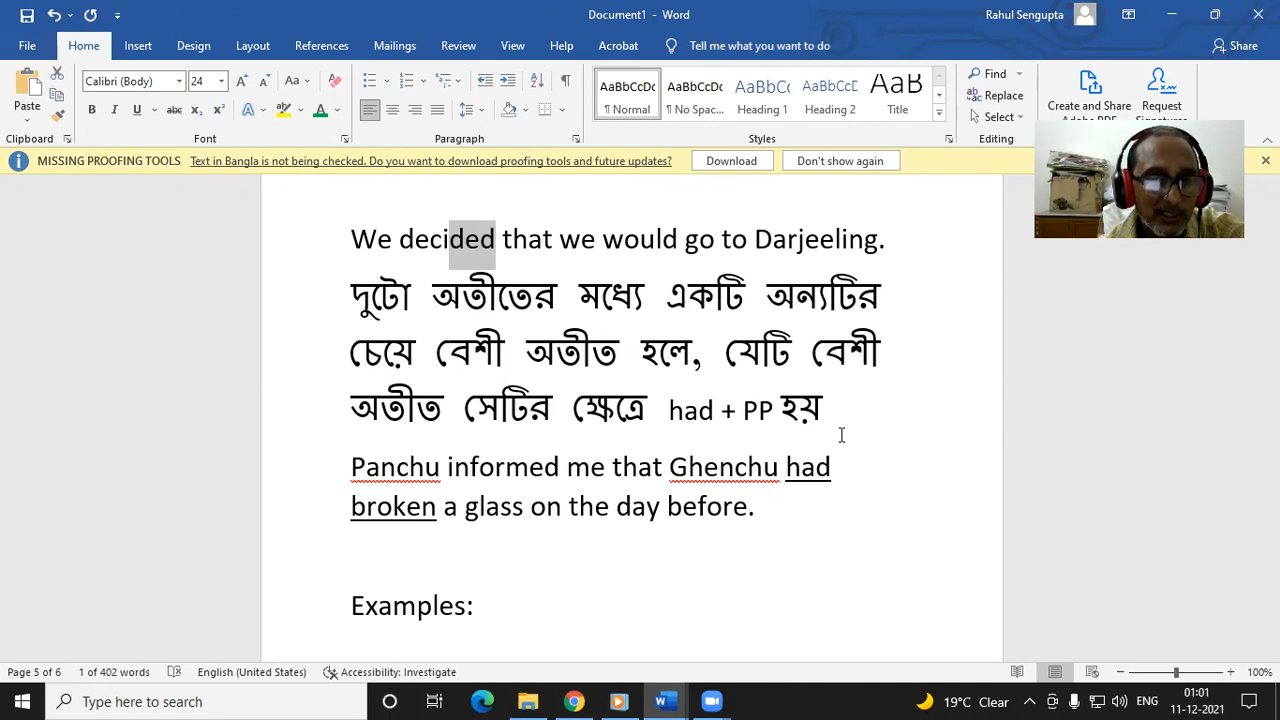 Document1 - Word
Rahul Sengupta
File Home Insert Design Layout References Mailings Review View Help Acrobat Tell me what you want to do Share
Paste
Calibri (Body) 24
AaBbCcDc AaBbCcDc AaBbC AaBbCcD AaB
¶ Normal ¶ No Spac... Heading 1 Heading 2 Title
Find
Replace
Select
Create and Share
Adobe PDF
Request
Signatures
Clipboard Font Paragraph Styles Editing
MISSING PROOFING TOOLS Text in Bangla is not being checked. Do you want to download proofing tools and future updates? Download Don't show again
We decided that we would go to Darjeeling.
দুটো অতীতের মধ্যে একটি অন্যটির
চেয়ে বেশী অতীত হলে, যেটি বেশী
অতীত সেটির ক্ষেত্রে had + PP হয়
Panchu informed me that Ghenchu had
broken a glass on the day before.
Examples:
Page 5 of 6 1 of 402 words English (United States) Accessibility: Investigate 100%
Type here to search
19°C Clear ENG 01:01
11-12-2021